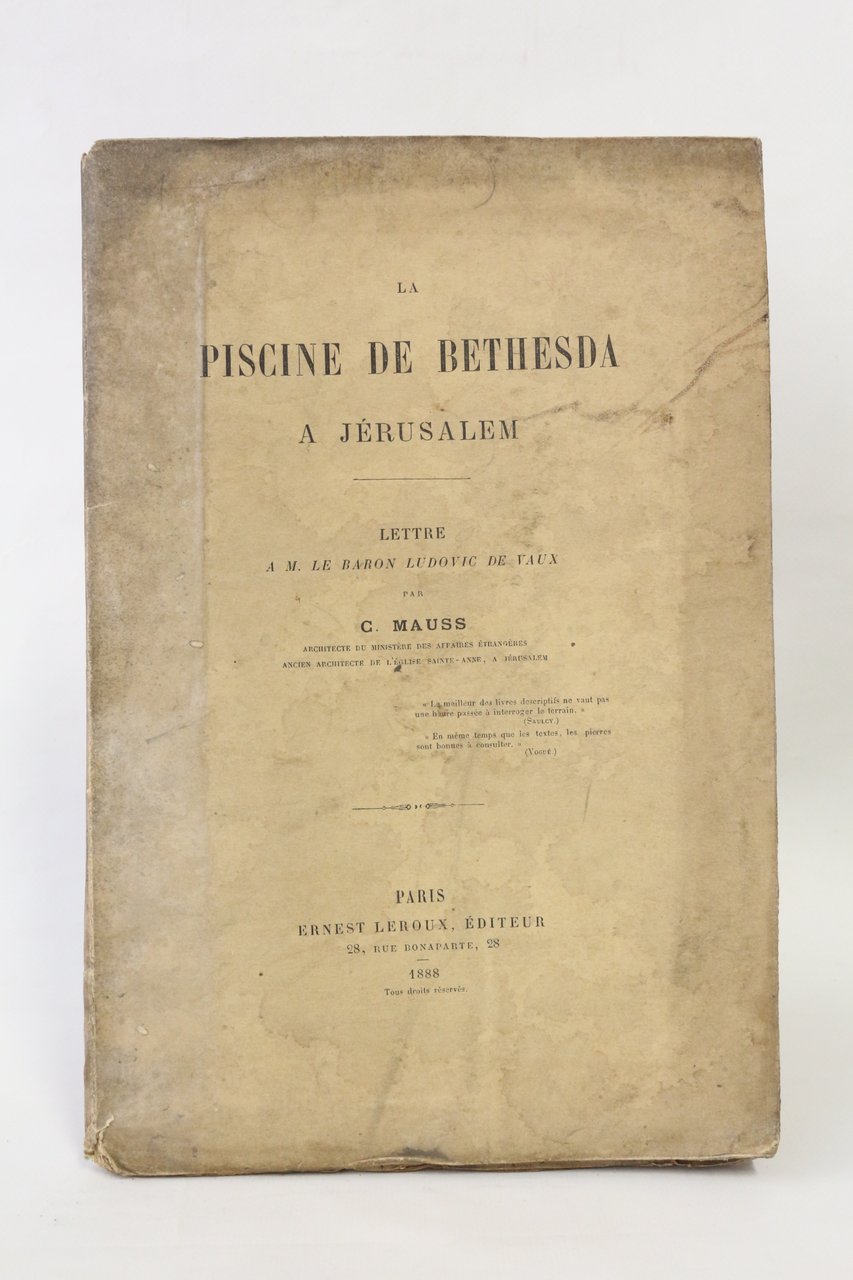 LA
PISCINE DE BETHESDA
A JÉRUSALEM
LETTRE
A M. LE BARON LUDOVIC DE VAUX
PAR
C. MAUSS
ARCHITECTE DU MINISTÈRE DES AFFAIRES ÉTRANGÈRES
ANCIEN ARCHITECTE DE L'ÉGLISE SAINTE-ANNE, A JÉRUSALEM
« Le meilleur des livres descriptifs ne vaut pas
une heure passée à interroger le terrain. »
(SAULCY.)
» En même temps que les textes, les pierres
sont bonnes à consulter. »
(VOGUÉ.)
PARIS
ERNEST LEROUX, ÉDITEUR
28, RUE BONAPARTE, 28
1888
Tous droits réservés.